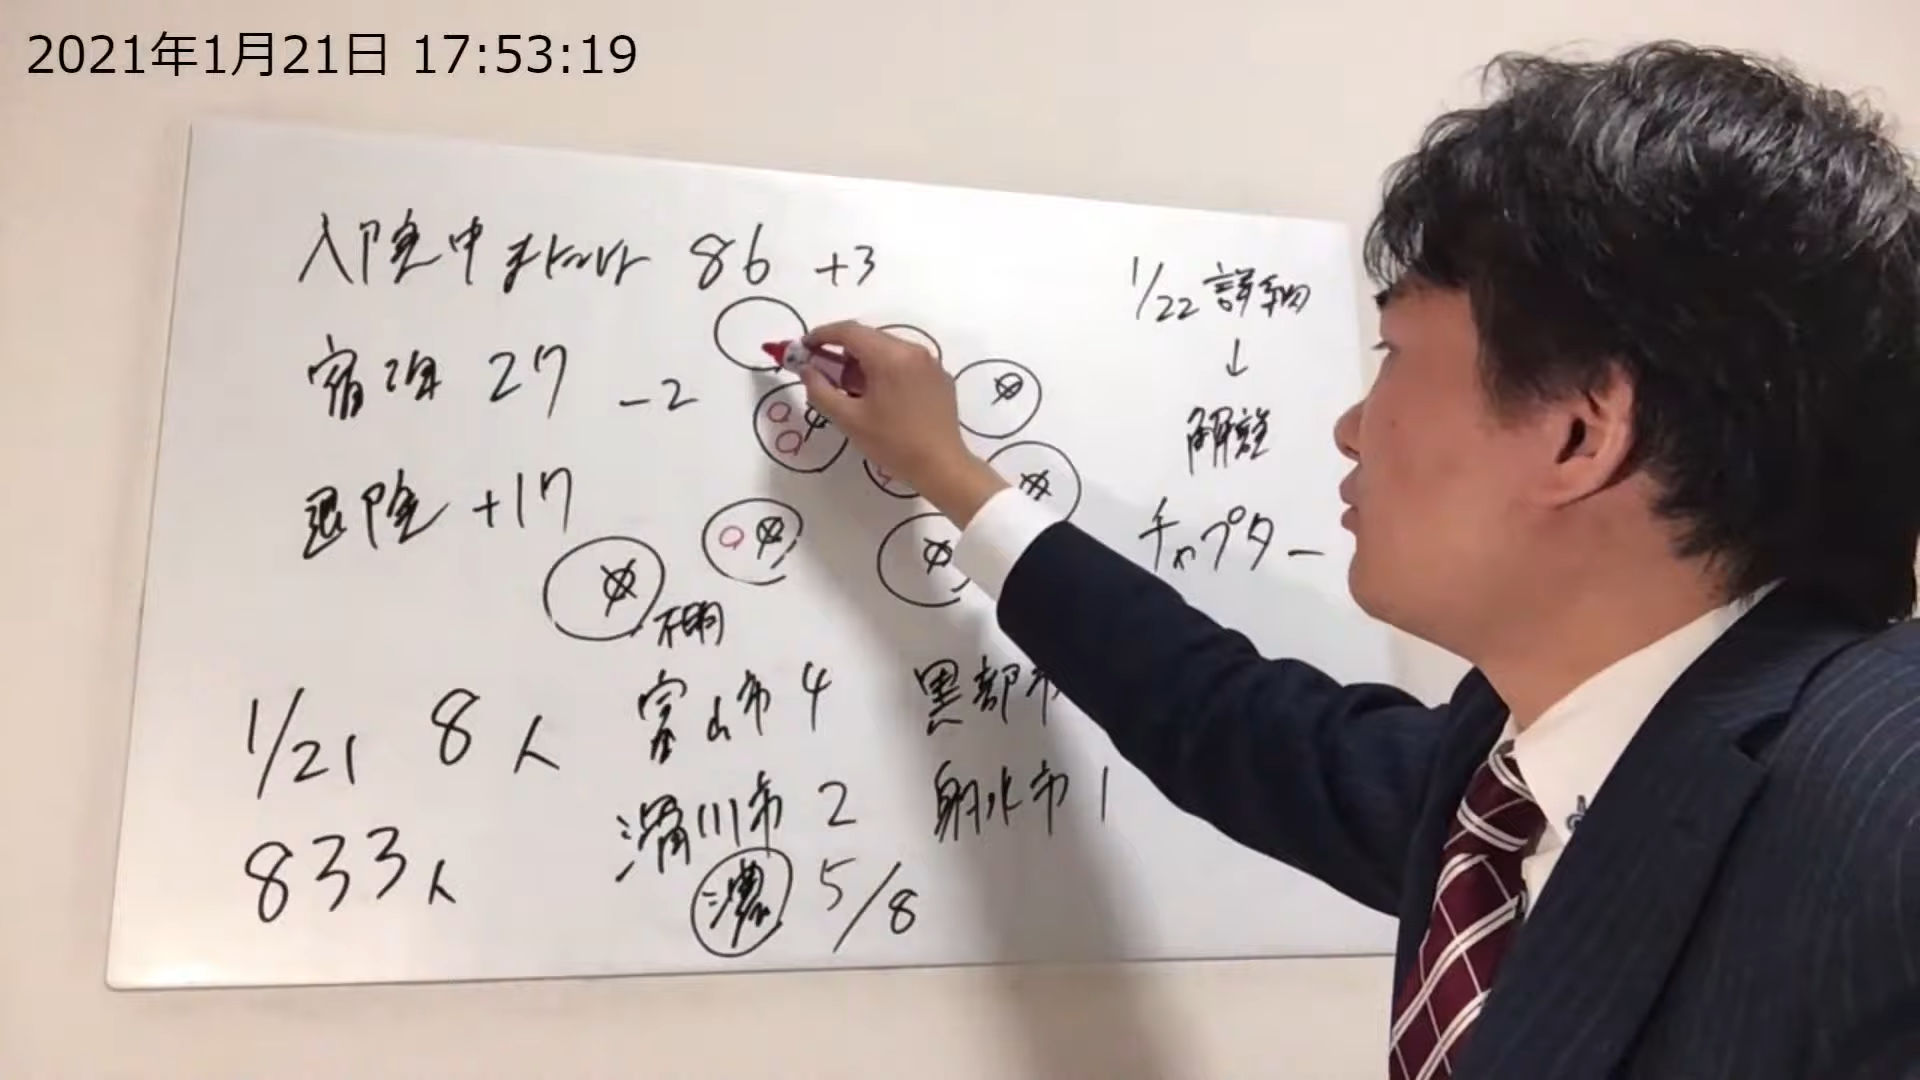 2021年1月21日 17:53:19
入院中または 86 +3
宿泊 27 -2
退院 +17
不明
1/22 詳細
↓
解説
チャプター
1/21 8人
833人
富山市 4
黒部市
滑川市 2
射水市 1
濃 5/8